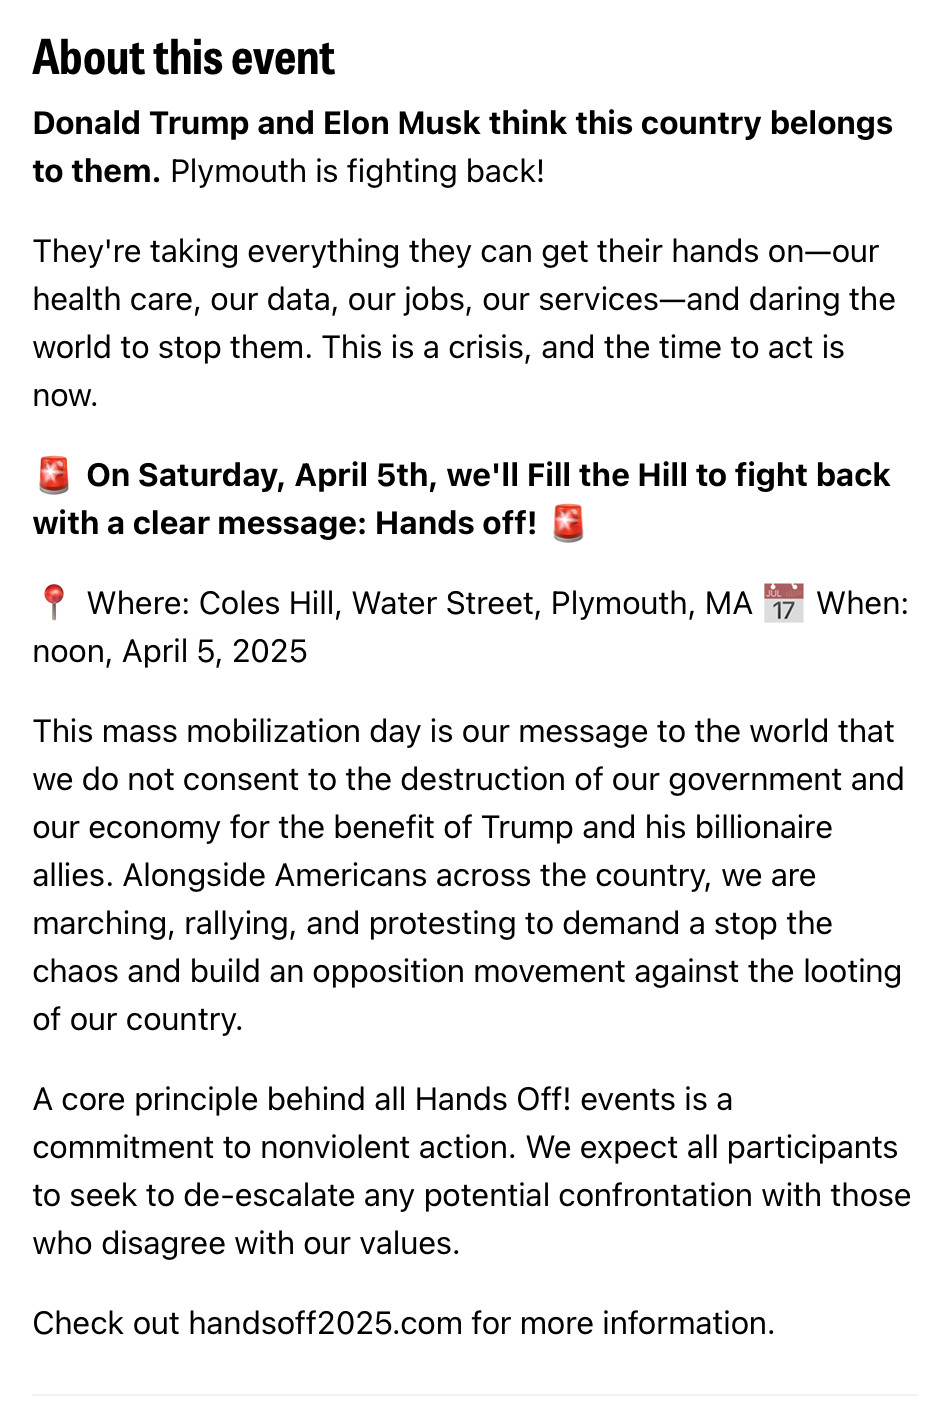 About this event
Donald Trump and Elon Musk think this country belongs
to them. Plymouth is fighting back!
They're taking everything they can get their hands on—our
health care, our data, our jobs, our services—and daring the
world to stop them. This is a crisis, and the time to act is
now.
🚨 On Saturday, April 5th, we'll Fill the Hill to fight back
with a clear message: Hands off! 🚨
📍 Where: Coles Hill, Water Street, Plymouth, MA 📅 When:
noon, April 5, 2025
This mass mobilization day is our message to the world that
we do not consent to the destruction of our government and
our economy for the benefit of Trump and his billionaire
allies. Alongside Americans across the country, we are
marching, rallying, and protesting to demand a stop the
chaos and build an opposition movement against the looting
of our country.
A core principle behind all Hands Off! events is a
commitment to nonviolent action. We expect all participants
to seek to de-escalate any potential confrontation with those
who disagree with our values.
Check out handsoff2025.com for more information.